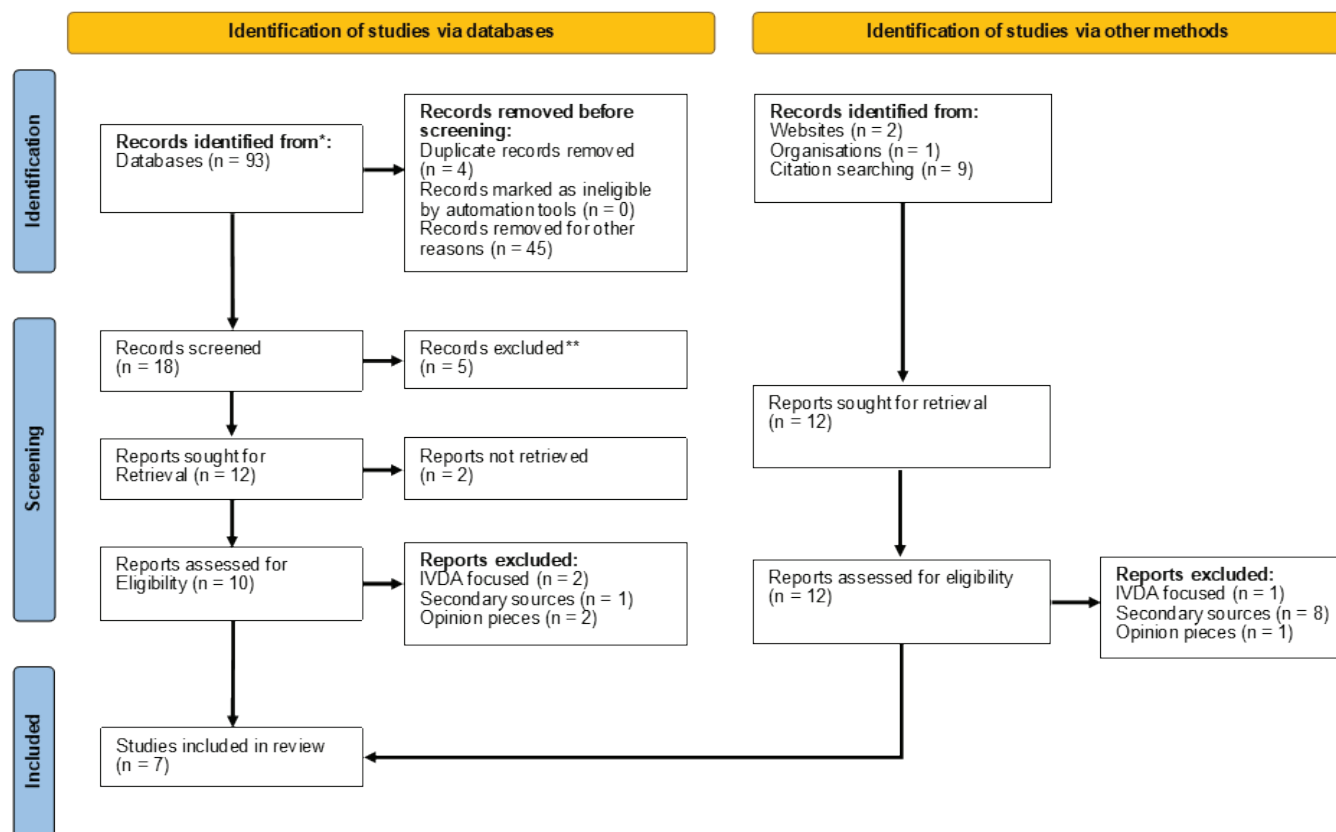 Identification of studies via databases
Identification of studies via other methods
Identification
Records identified from*:
Databases (n = 93)
Records removed before
screening:
Duplicate records removed
(n = 4)
Records marked as ineligible
by automation tools (n = 0)
Records removed for other
reasons (n = 45)
Records identified from:
Websites (n = 2)
Organisations (n = 1)
Citation searching (n = 9)
Screening
Records screened
(n = 18)
Records excluded**
(n = 5)
Reports sought for
Retrieval (n = 12)
Reports not retrieved
(n = 2)
Reports sought for retrieval
(n = 12)
Reports assessed for
Eligibility (n = 10)
Reports excluded:
IVDA focused (n = 2)
Secondary sources (n = 1)
Opinion pieces (n = 2)
Reports assessed for eligibility
(n = 12)
Reports excluded:
IVDA focused (n = 1)
Secondary sources (n = 8)
Opinion pieces (n = 1)
Included
Studies included in review
(n = 7)